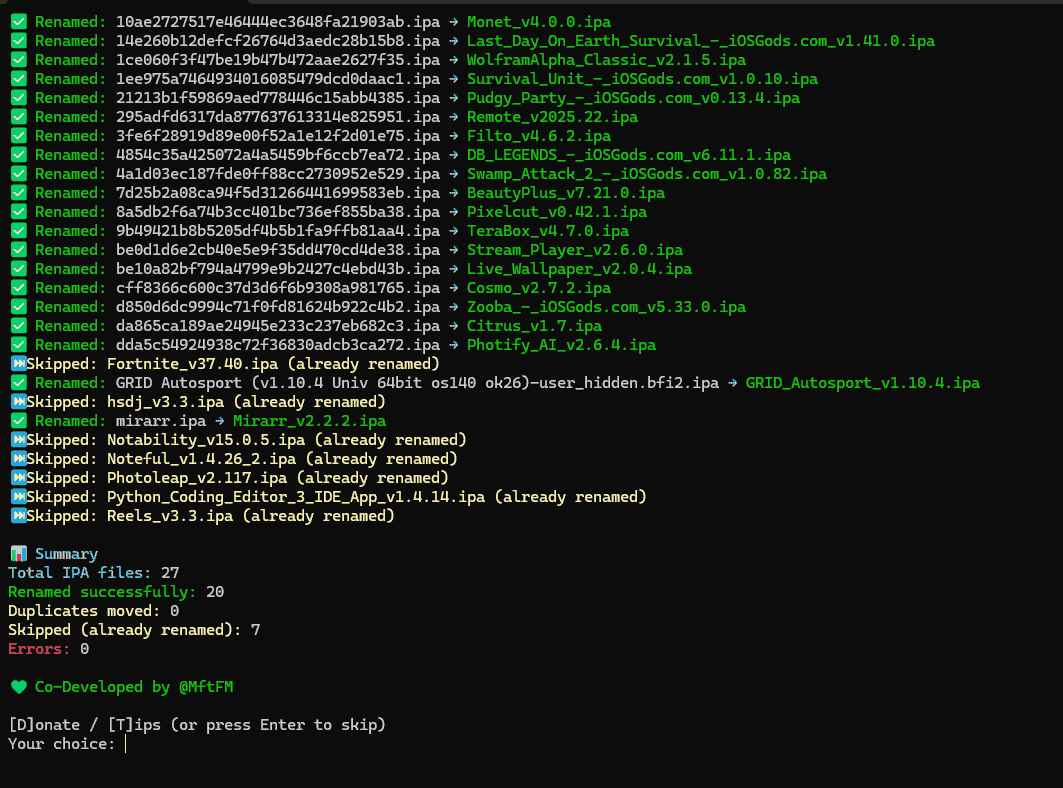 ✅ Renamed: 10ae2727517e46444ec3648fa21903ab.ipa → Monet_v4.0.0.ipa
✅ Renamed: 14e260b12defcf26764d3aedc28b15b8.ipa → Last_Day_On_Earth_Survival_-_iOSGods.com_v1.41.0.ipa
✅ Renamed: 1ce060f3f47be19b47b472aae2627f35.ipa → WolframAlpha_Classic_v2.1.5.ipa
✅ Renamed: 1ee975a7464934016085479dcd0daac1.ipa → Survival_Unit_-_iOSGods.com_v1.0.10.ipa
✅ Renamed: 21213b1f59869aed778446c15abb4385.ipa → Pudgy_Party_-_iOSGods.com_v0.13.4.ipa
✅ Renamed: 295adfd6317da877637613314e825951.ipa → Remote_v2025.22.ipa
✅ Renamed: 3fe6f28919d89e00f52a1e12f2d01e75.ipa → Filto_v4.6.2.ipa
✅ Renamed: 4854c35a425072a4a5459bf6ccb7ea72.ipa → DB_LEGENDS_-_iOSGods.com_v6.11.1.ipa
✅ Renamed: 4a1d03ec187fde0ff88cc2730952e529.ipa → Swamp_Attack_2_-_iOSGods.com_v1.0.82.ipa
✅ Renamed: 7d25b2a08ca94f5d312664416​99583eb.ipa → BeautyPlus_v7.21.0.ipa
✅ Renamed: 8a5db2f6a74b3cc401bc736ef855ba38.ipa → Pixelcut_v0.42.1.ipa
✅ Renamed: 9b49421b8b5205df4b5b1fa9ffb81aa4.ipa → TeraBox_v4.7.0.ipa
✅ Renamed: be0d1d6e2cb40e5e9f35dd470cd4de38.ipa → Stream_Player_v2.6.0.ipa
✅ Renamed: be10a82bf794a4799e9b2427c4ebd43b.ipa → Live_Wallpaper_v2.0.4.ipa
✅ Renamed: cff8366c600c37d3d6f6b9308a981765.ipa → Cosmo_v2.7.2.ipa
✅ Renamed: d850d6dc9994c71f0fd81624b922c4b2.ipa → Zooba_-_iOSGods.com_v5.33.0.ipa
✅ Renamed: da865ca189ae24945e233c237eb682c3.ipa → Citrus_v1.7.ipa
✅ Renamed: dda5c54924938c72f36830adcb3ca272.ipa → Photify_AI_v2.6.4.ipa
⏭Skipped: Fortnite_v37.40.ipa (already renamed)
✅ Renamed: GRID Autosport (v1.10.4 Univ 64bit os140 ok26)-user_hidden.bfi2.ipa → GRID_Autosport_v1.10.4.ipa
⏭Skipped: hsdj_v3.3.ipa (already renamed)
✅ Renamed: mirarr.ipa → Mirarr_v2.2.2.ipa
⏭Skipped: Notability_v15.0.5.ipa (already renamed)
⏭Skipped: Noteful_v1.4.26_2.ipa (already renamed)
⏭Skipped: Photoleap_v2.117.ipa (already renamed)
⏭Skipped: Python_Coding_Editor_3_IDE_App_v1.4.14.ipa (already renamed)
⏭Skipped: Reels_v3.3.ipa (already renamed)
📊 Summary
Total IPA files: 27
Renamed successfully: 20
Duplicates moved: 0
Skipped (already renamed): 7
Errors: 0
💚 Co-Developed by @MftFM
[D]onate / [T]ips (or press Enter to skip)
Your choice: